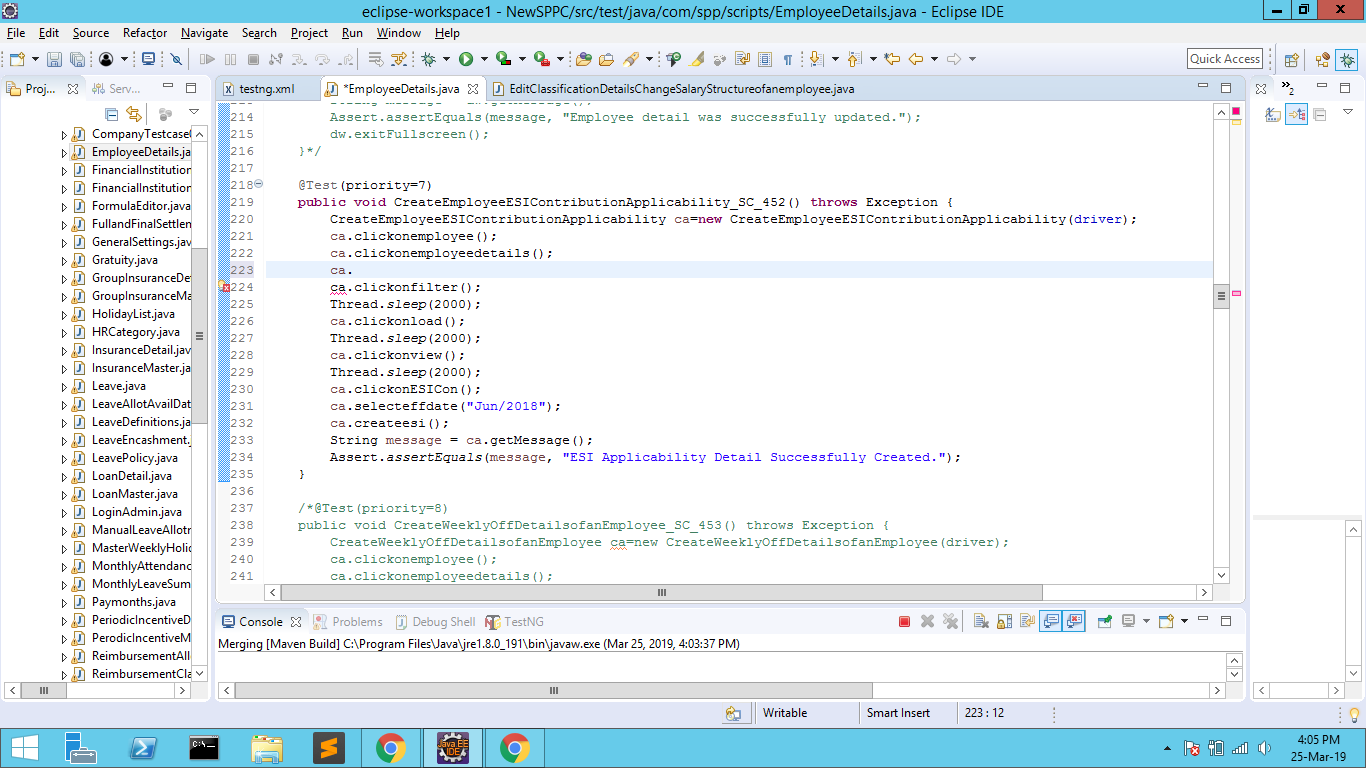 eclipse-workspace1 - NewSPPC/src/test/java/com/spp/scripts/EmployeeDetails.java - Eclipse IDE
File Edit Source Refactor Navigate Search Project Run Window Help
Quick Access
Proj... Serv...
testng.xml *EmployeeDetails.java EditClassificationDetailsChangeSalaryStructureofanemployee.java
2
CompanyTestcase
EmployeeDetails.ja
FinancialInstitution
FinancialInstitution
FormulaEditor.java
FullandFinalSettlen
GeneralSettings.jav
Gratuity.java
GroupInsuranceDe
GroupInsuranceMa
HolidayList.java
HRCategory.java
InsuranceDetail.jav
InsuranceMaster.ja
Leave.java
LeaveAllotAvailDat
LeaveDefinitions.ja
LeaveEncashment.
LeavePolicy.java
LoanDetail.java
LoanMaster.java
LoginAdmin.java
ManualLeaveAllotr
MasterWeeklyHolic
MonthlyAttendanc
MonthlyLeaveSum
Paymonths.java
PeriodicIncentiveD
PerodicIncentiveM
ReimbursementAll
ReimbursementCla
214 Assert.assertEquals(message, "Employee detail was successfully updated.");
215 dw.exitFullscreen();
216 }*/
217
218 @Test(priority=7)
219 public void CreateEmployeeESIContributionApplicability_SC_452() throws Exception {
220 CreateEmployeeESIContributionApplicability ca=new CreateEmployeeESIContributionApplicability(driver);
221 ca.clickonemployee();
222 ca.clickonemployeedetails();
223 ca.
224 ca.clickonfilter();
225 Thread.sleep(2000);
226 ca.clickonload();
227 Thread.sleep(2000);
228 ca.clickonview();
229 Thread.sleep(2000);
230 ca.clickonESICon();
231 ca.selecteffdate("Jun/2018");
232 ca.createesi();
233 String message = ca.getMessage();
234 Assert.assertEquals(message, "ESI Applicability Detail Successfully Created.");
235 }
236
237 /*@Test(priority=8)
238 public void CreateWeeklyOffDetailsofanEmployee_SC_453() throws Exception {
239 CreateWeeklyOffDetailsofanEmployee ca=new CreateWeeklyOffDetailsofanEmployee(driver);
240 ca.clickonemployee();
241 ca.clickonemployeedetails();
Console Problems Debug Shell TestNG
Merging [Maven Build] C:\Program Files\Java\jre1.8.0_191\bin\javaw.exe (Mar 25, 2019, 4:03:37 PM)
Writable Smart Insert 223 : 12
Java EE
IDE
4:05 PM
25-Mar-19